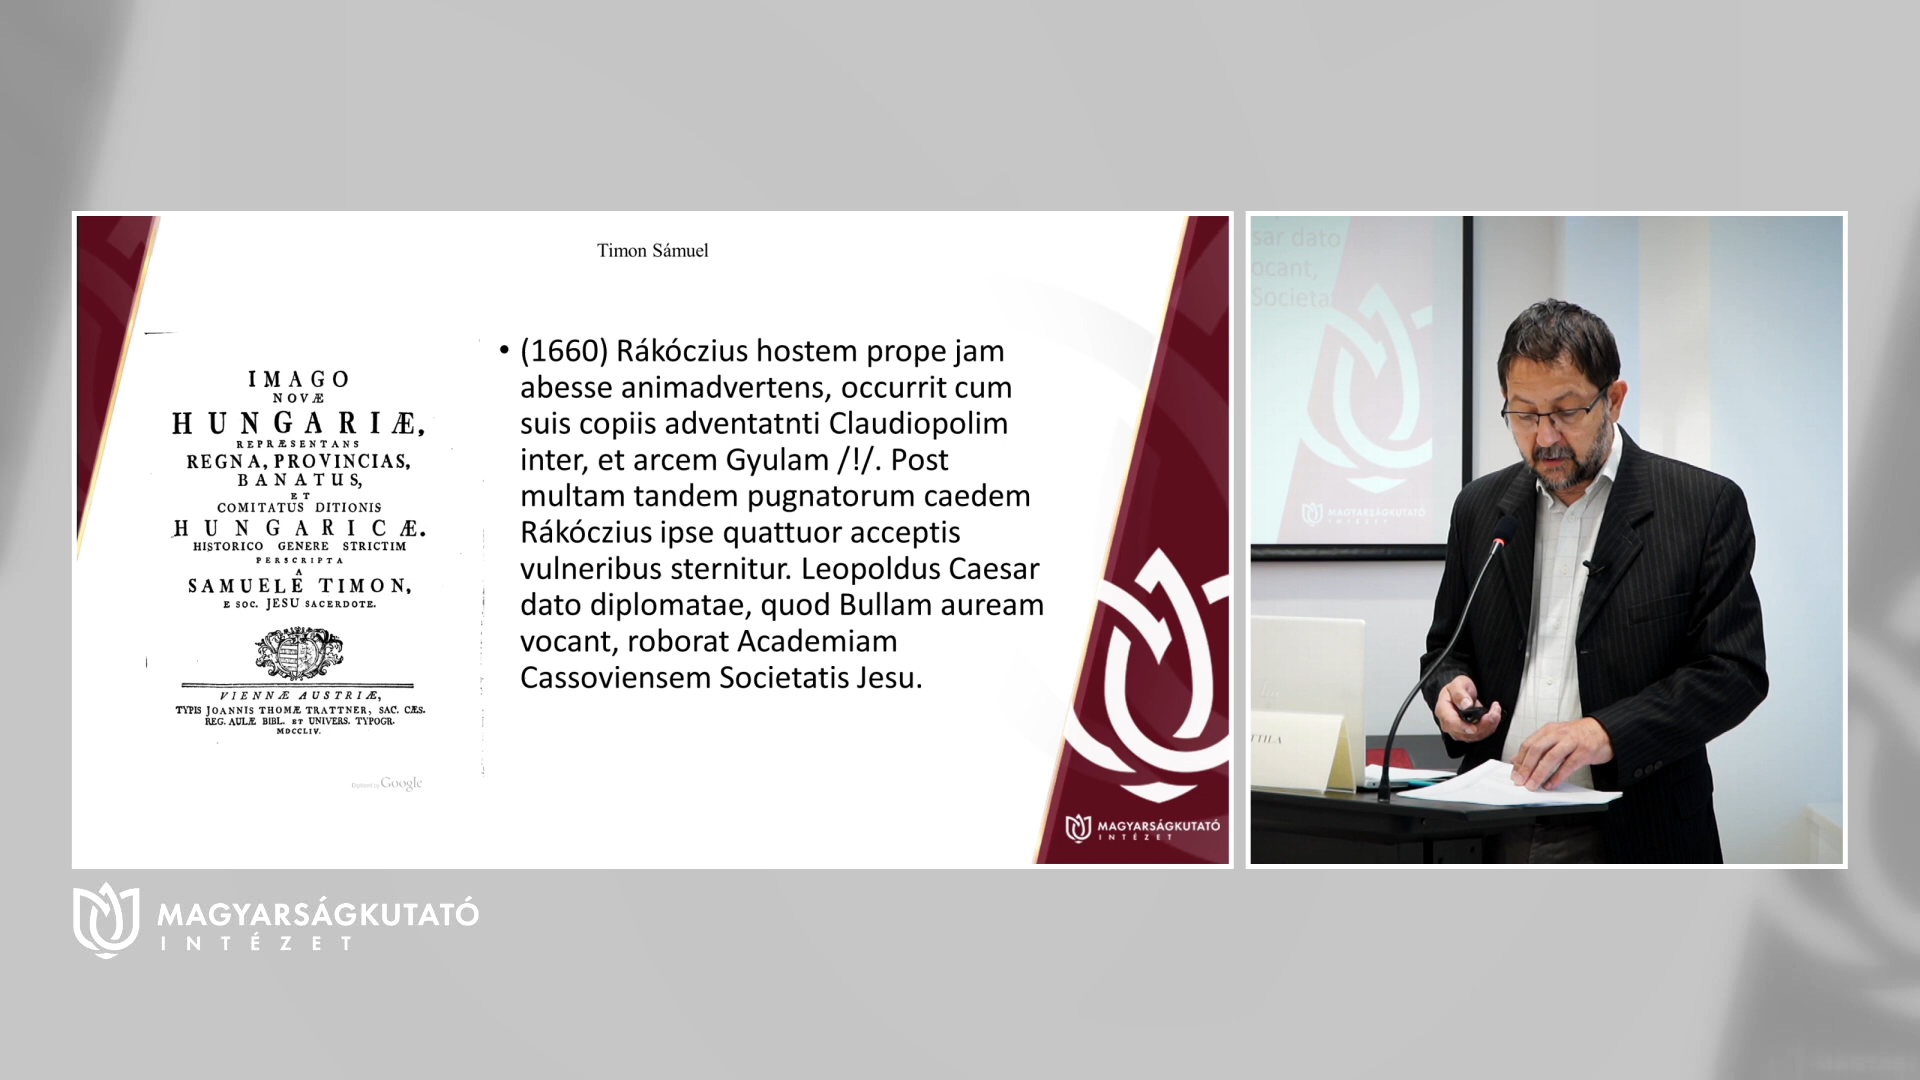 Timon Sámuel
IMAGO
NOVÆ
HUNGARIÆ,
REPRÆSENTANS
REGNA, PROVINCIAS,
BANATUS,
ET
COMITATUS DITIONIS
HUNGARICÆ.
HISTORICO GENERE STRICTIM
PERSCRIPTA
A
SAMUELE TIMON,
E SOC. JESU SACERDOTE.
VIENNÆ AUSTRIÆ,
TYPIS JOANNIS THOMÆ TRATTNER, SAC. CÆS.
REG. AULÆ BIBL. ET UNIVERS. TYPOGR.
MDCCLIV.
Digitized by Google
• (1660) Rákóczius hostem prope jam
abesse animadvertens, occurrit cum
suis copiis adventatnti Claudiopolim
inter, et arcem Gyulam /!/. Post
multam tandem pugnatorum caedem
Rákóczius ipse quattuor acceptis
vulneribus sternitur. Leopoldus Caesar
dato diplomatae, quod Bullam auream
vocant, roborat Academiam
Cassoviensem Societatis Jesu.
MAGYARSÁGKUTATÓ
INTÉZET
sar dato
ocant,
Societa
MAGYARSÁGKUTATÓ
INTÉZET
TTILA
MAGYARSÁGKUTATÓ
INTÉZET